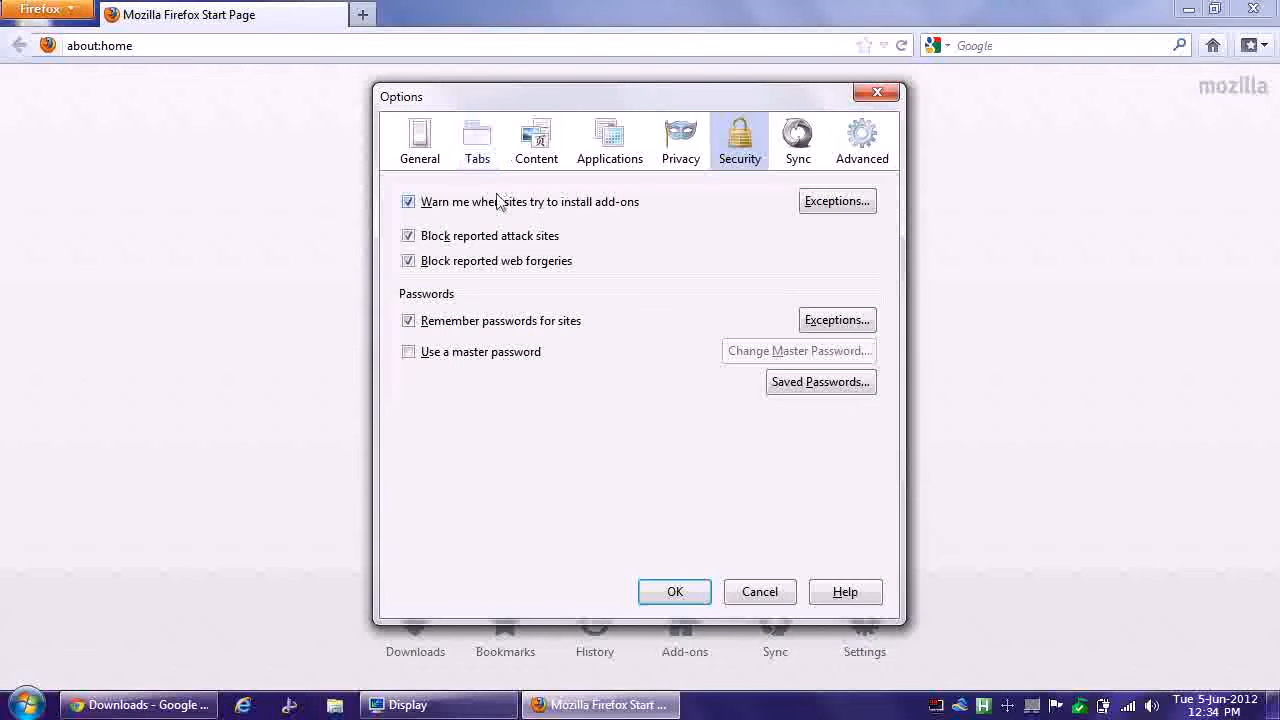 Firefox
Mozilla Firefox Start Page
about:home
Google
mozilla
Options
General
Tabs
Content
Applications
Privacy
Security
Sync
Advanced
Warn me when sites try to install add-ons
Exceptions...
Block reported attack sites
Block reported web forgeries
Passwords
Remember passwords for sites
Exceptions...
Use a master password
Change Master Password...
Saved Passwords...
OK
Cancel
Help
Downloads
Bookmarks
History
Add-ons
Sync
Settings
Downloads - Google ...
Display
Mozilla Firefox Start ...
Tue 5-Jun-2012
12:34 PM